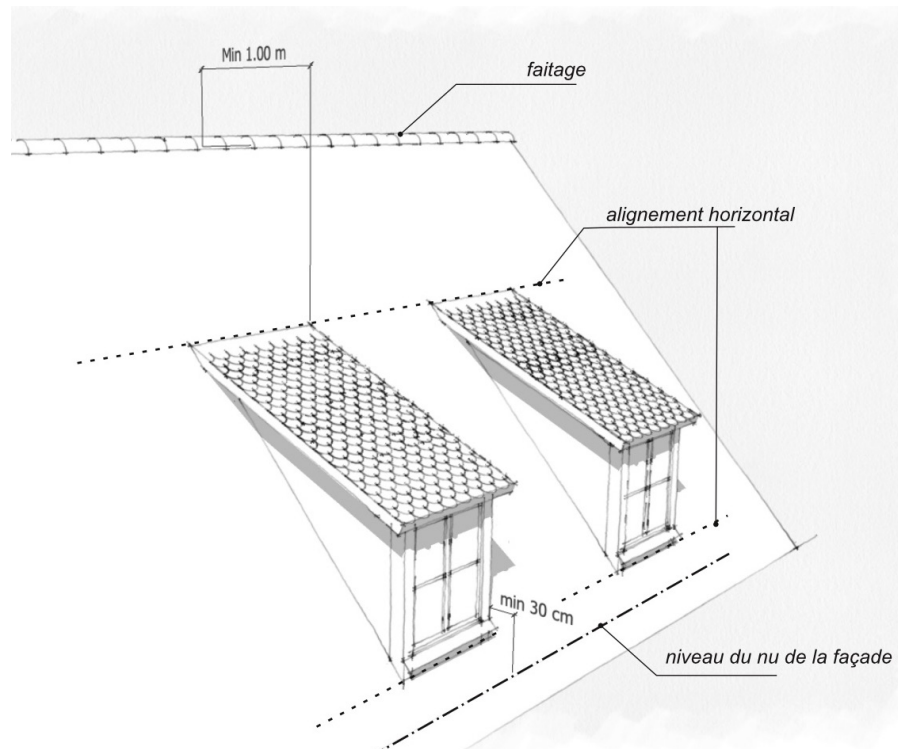 Min 1.00 m
faitage
alignement horizontal
min 30 cm
niveau du nu de la façade